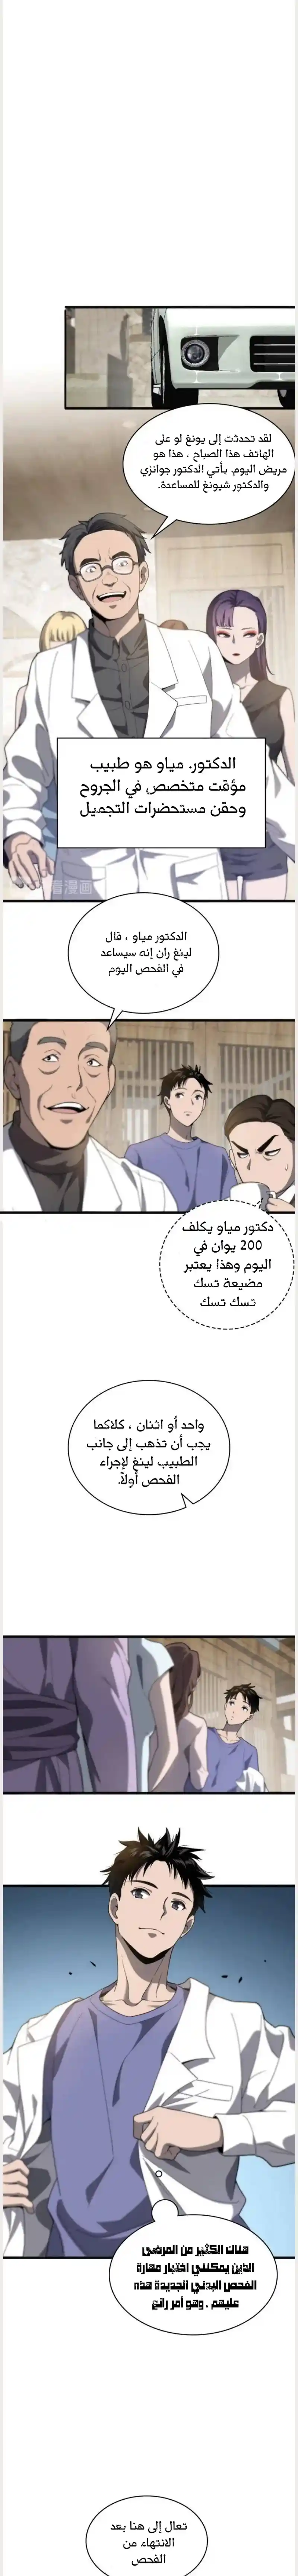 لقد تحدثت إلى يونغ لو على
الهاتف هذا الصباح ، هذا هو
مريض اليوم. يأتي الدكتور جوانزي
والدكتور شيونغ للمساعدة.
الدكتور. مياو هو طبيب
مؤقت متخصص في الجروح
وحقن مستحضرات التجميل
الدكتور مياو ، قال
لينغ ران إنه سيساعد
في الفحص اليوم
دكتور مياو يكلف
200 يوان في
اليوم وهذا يعتبر
مضيعة تسك
تسك تسك
واحد أو اثنان ، كلاكما
يجب أن تذهب إلى جانب
الطبيب لينغ لإجراء
الفحص أولاً.
هناك الكثير من المرضى
الذين يمكنني اختبار مهارة
الفحص البدني الجديدة هذه
عليهم ، وهو أمر رائع
تعال إلى هنا بعد
الانتهاء من
الفحص